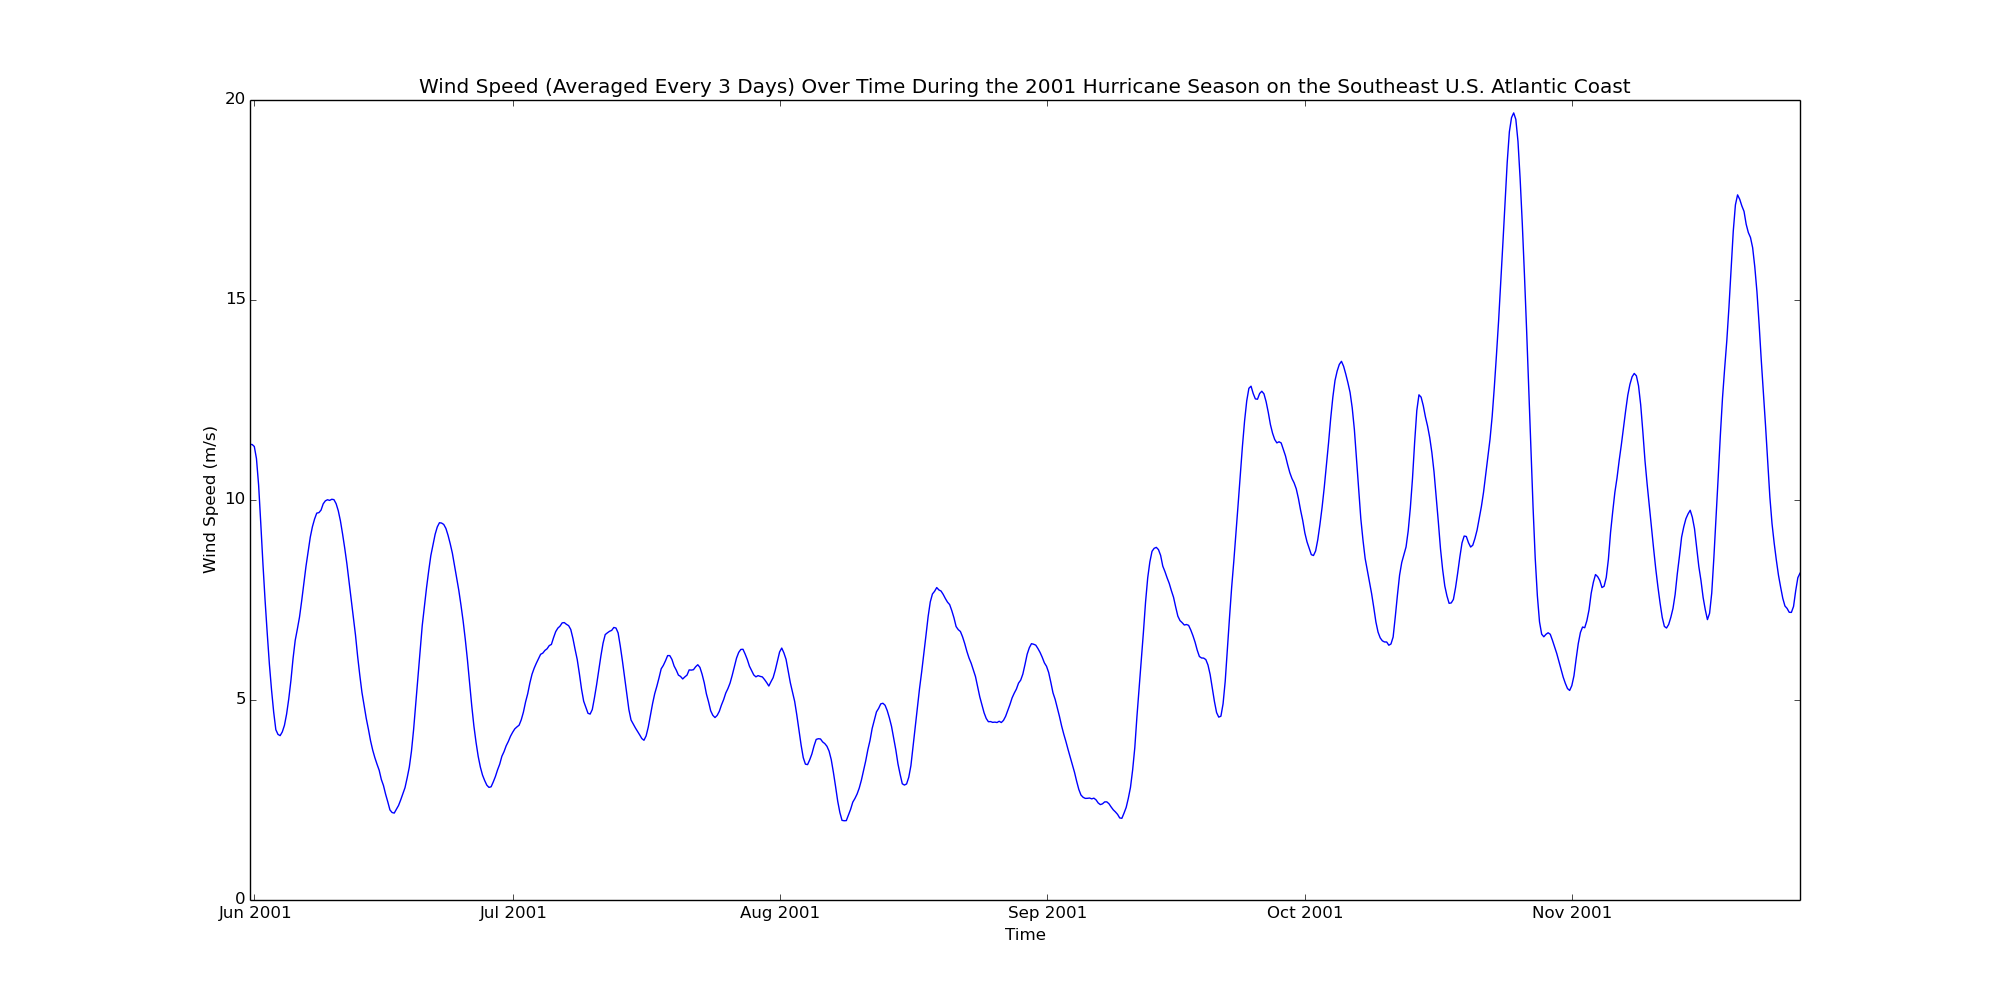 Wind Speed (Averaged Every 3 Days) Over Time During the 2001 Hurricane Season on the Southeast U.S. Atlantic Coast
20
15
10
5
0
Wind Speed (m/s)
Jun 2001 Jul 2001 Aug 2001 Sep 2001 Oct 2001 Nov 2001
Time